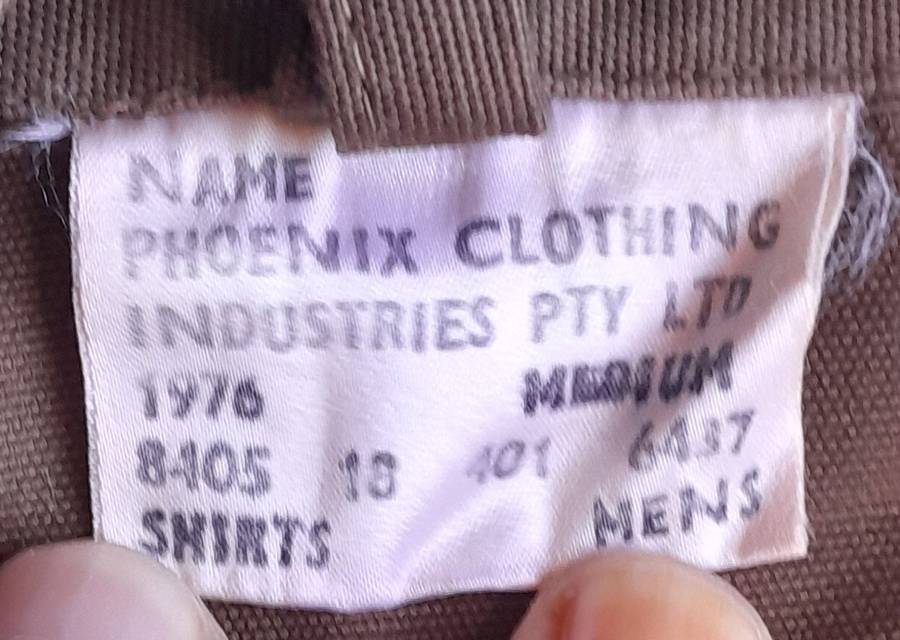 NAME
PHOENIX CLOTHING
INDUSTRIES PTY LTD
1976 MEDIUM
8405 18 401 6437
SHIRTS MENS